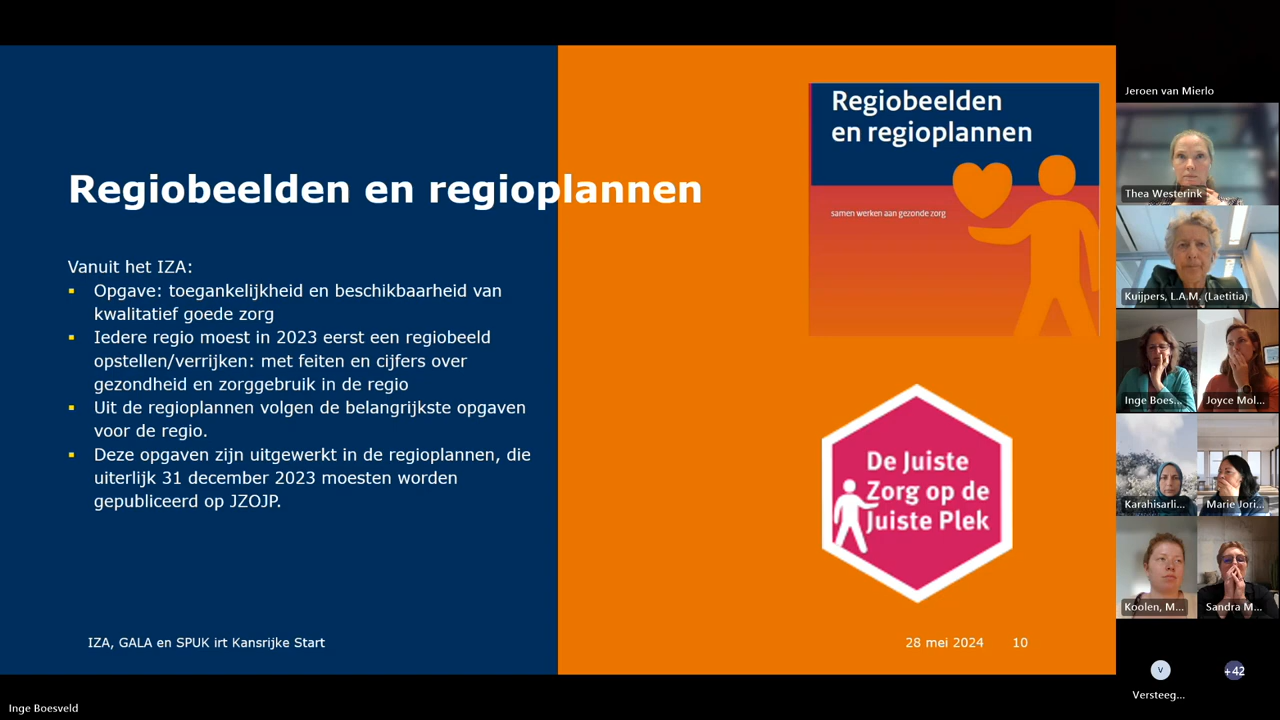 Regiobeelden en regioplannen
Vanuit het IZA:
▪ Opgave: toegankelijkheid en beschikbaarheid van
kwalitatief goede zorg
▪ Iedere regio moest in 2023 eerst een regiobeeld
opstellen/verrijken: met feiten en cijfers over
gezondheid en zorggebruik in de regio
▪ Uit de regioplannen volgen de belangrijkste opgaven
voor de regio.
▪ Deze opgaven zijn uitgewerkt in de regioplannen, die
uiterlijk 31 december 2023 moesten worden
gepubliceerd op JZOJP.
Regiobeelden
en regioplannen
samen werken aan gezonde zorg
De Juiste
Zorg op de
Juiste Plek
IZA, GALA en SPUK irt Kansrijke Start
28 mei 2024
10
Jeroen van Mierlo
Thea Westerink
Kuijpers, L.A.M. (Laetitia)
Inge Boes...
Joyce Mol...
Karahisarli...
Marie Jori...
Koolen, M...
Sandra M...
V
+42
Versteeg...
Inge Boesveld